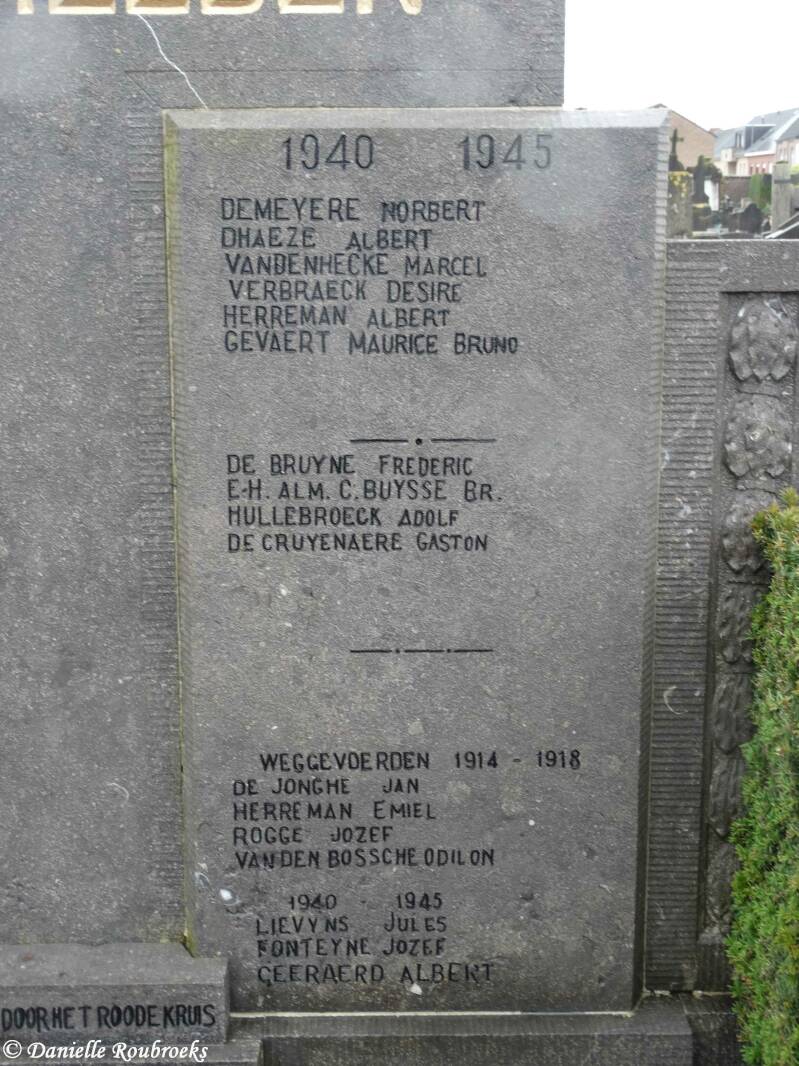 1940 1945
DEMEYERE NORBERT
DHAEZE ALBERT
VANDENHECKE MARCEL
VERBRAECK DESIRE
HERREMAN ALBERT
GEVAERT MAURICE BRUNO
DE BRUYNE FREDERIC
E.H. ALM. C. BUYSSE BR.
HULLEBROECK ADOLF
DE CRUYENAERE GASTON
WEGGEVOERDEN 1914 - 1918
DE JONGHE JAN
HERREMAN EMIEL
ROGGE JOZEF
VAN DEN BOSSCHE ODILON
1940 - 1945
LIEVYNS JULES
FONTEYNE JOZEF
GEERAERD ALBERT
DOOR HET ROODE KRUIS
© Danielle Roubroeks